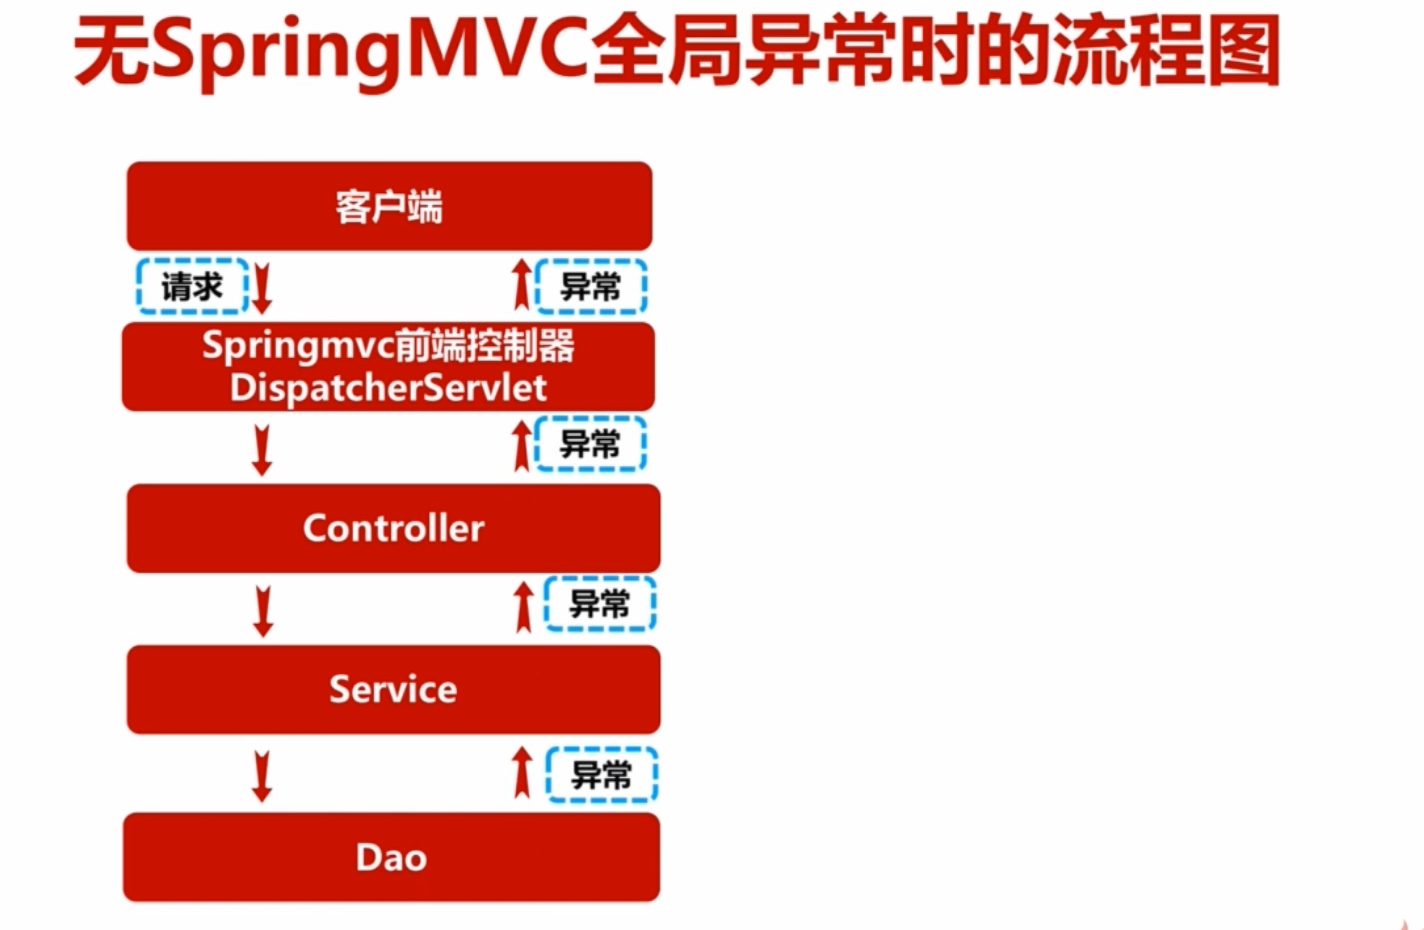 无SpringMVC全局异常时的流程图
客户端
请求
异常
Springmvc前端控制器
DispatcherServlet
异常
Controller
异常
Service
异常
Dao